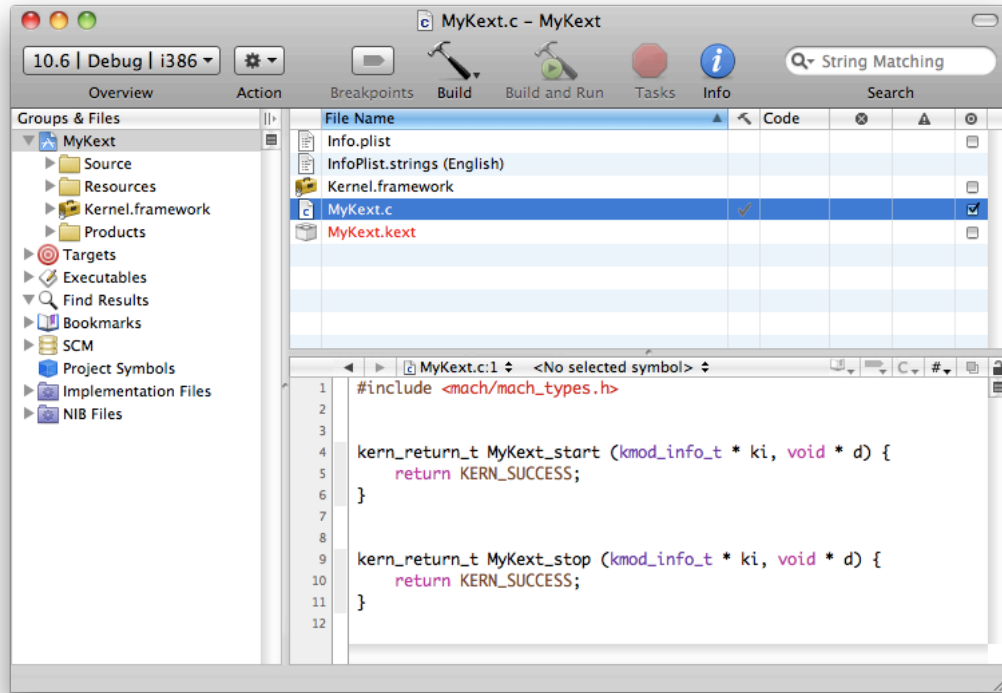 MyKext.c – MyKext
10.6 | Debug | i386
String Matching
Overview
Action
Breakpoints
Build
Build and Run
Tasks
Info
Search
Groups & Files
MyKext
Source
Resources
Kernel.framework
Products
Targets
Executables
Find Results
Bookmarks
SCM
Project Symbols
Implementation Files
NIB Files
File Name
Code
Info.plist
InfoPlist.strings (English)
Kernel.framework
MyKext.c
MyKext.kext
MyKext.c:1 <No selected symbol> C #
1 #include <mach/mach_types.h>
2
3
4 kern_return_t MyKext_start (kmod_info_t * ki, void * d) {
5 return KERN_SUCCESS;
6 }
7
8
9 kern_return_t MyKext_stop (kmod_info_t * ki, void * d) {
10 return KERN_SUCCESS;
11 }
12